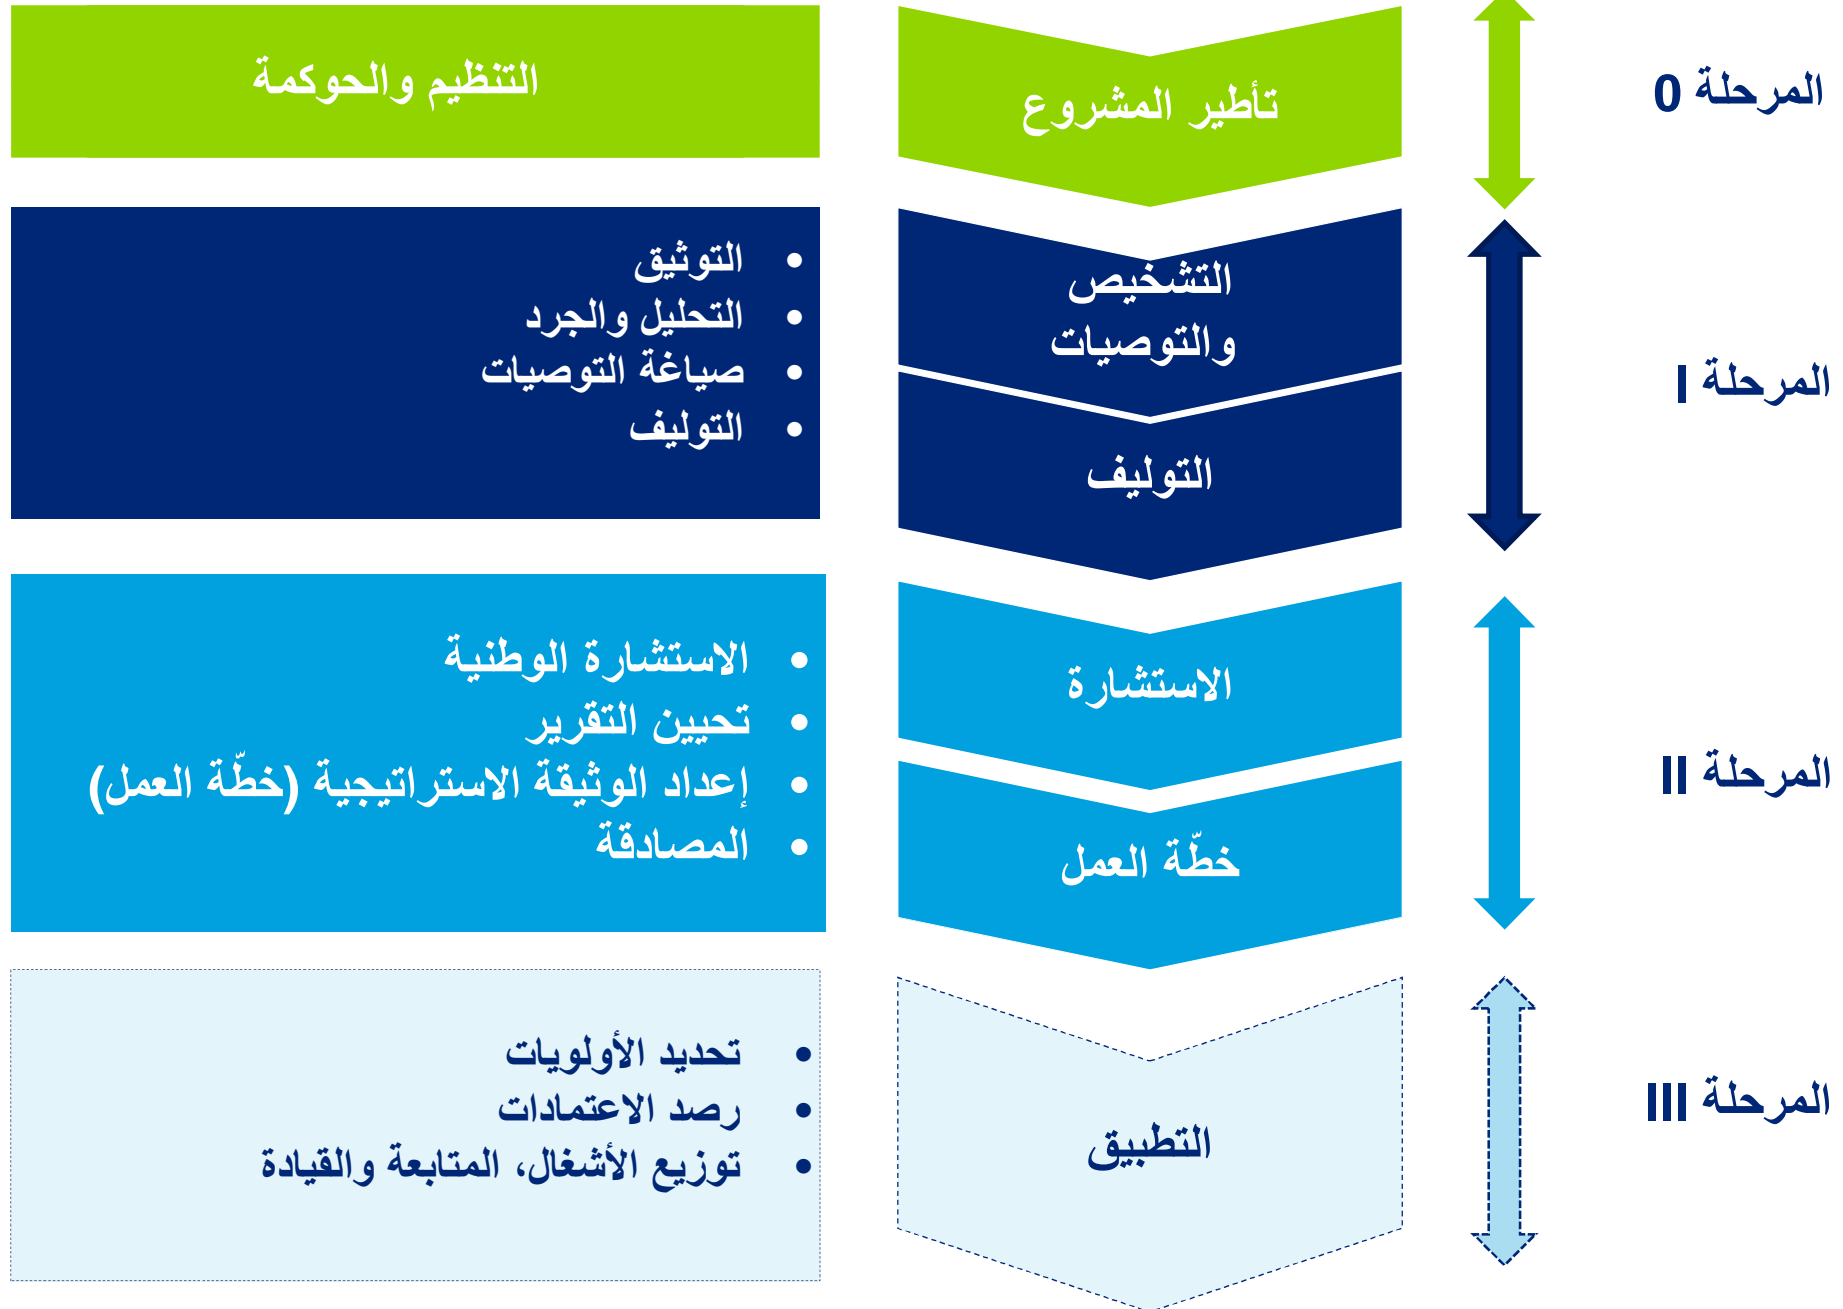 المرحلة 0
تأطير المشروع
التنظيم والحوكمة
المرحلة I
التشخيص
والتوصيات
التوليف
• التوثيق
• التحليل والجرد
• صياغة التوصيات
• التوليف
المرحلة II
الاستشارة
خطّة العمل
• الاستشارة الوطنية
• تحيين التقرير
• إعداد الوثيقة الاستراتيجية (خطّة العمل)
• المصادقة
المرحلة III
التطبيق
• تحديد الأولويات
• رصد الاعتمادات
• توزيع الأشغال، المتابعة والقيادة